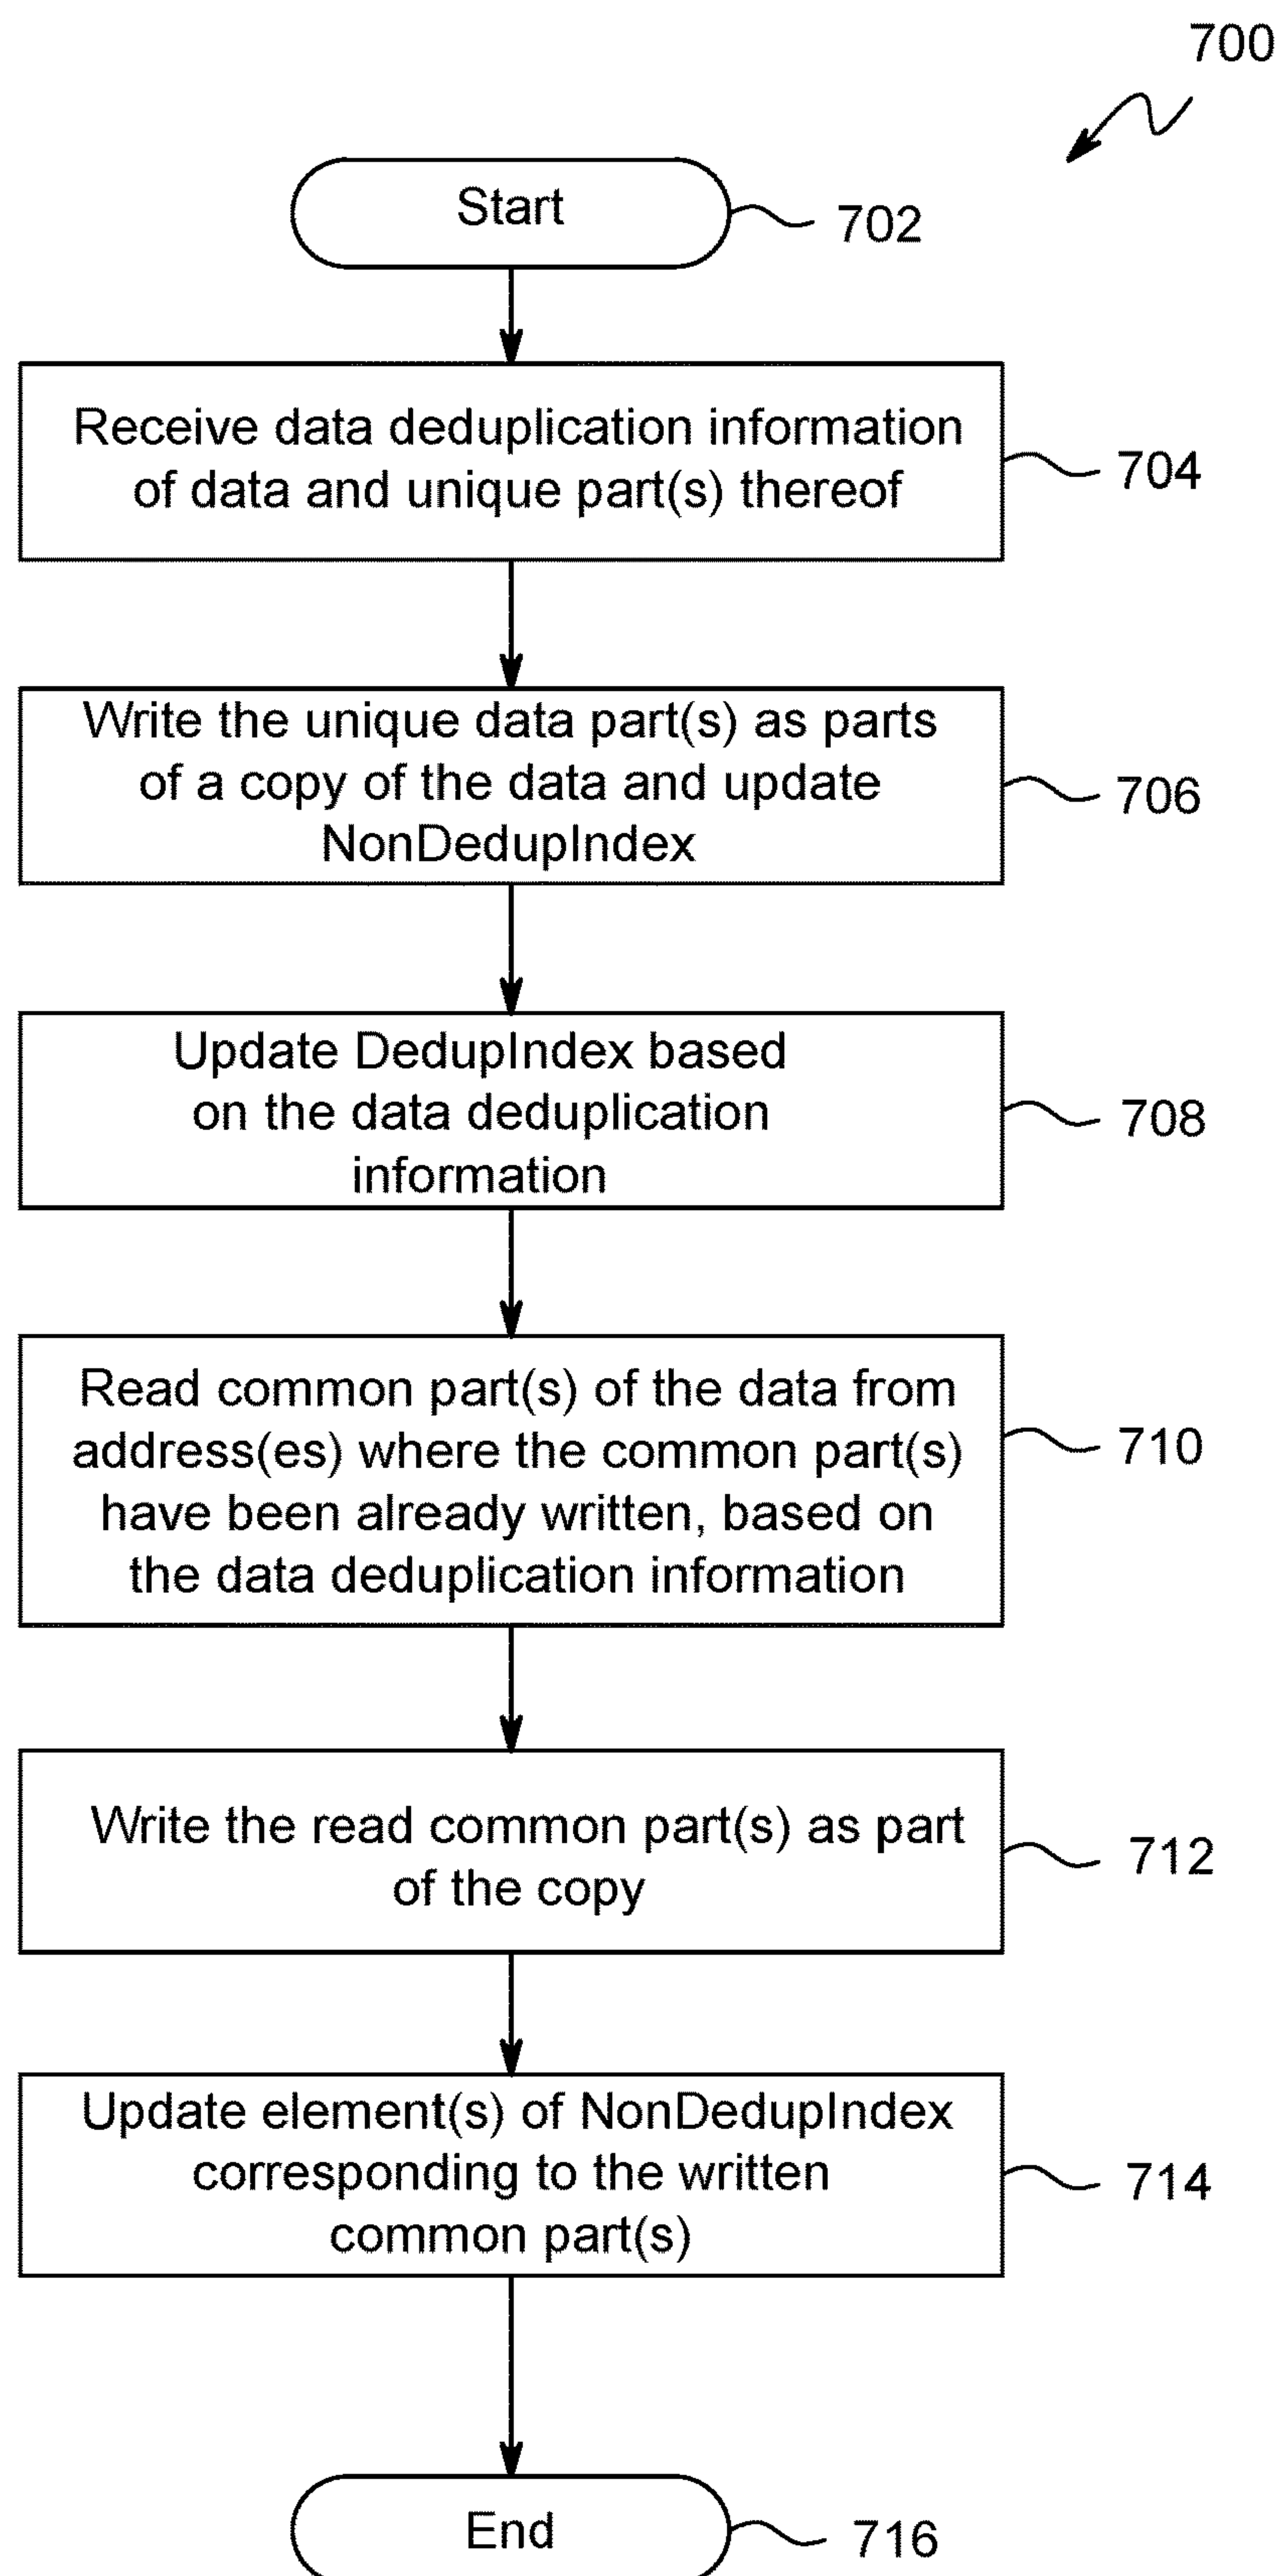 700
Start
702
Receive data deduplication information
of data and unique part(s) thereof
704
Write the unique data part(s) as parts
of a copy of the data and update
NonDedupIndex
706
Update DedupIndex based
on the data deduplication
information
708
Read common part(s) of the data from
address(es) where the common part(s)
have been already written, based on
the data deduplication information
710
Write the read common part(s) as part
of the copy
712
Update element(s) of NonDedupIndex
corresponding to the written
common part(s)
714
End
716